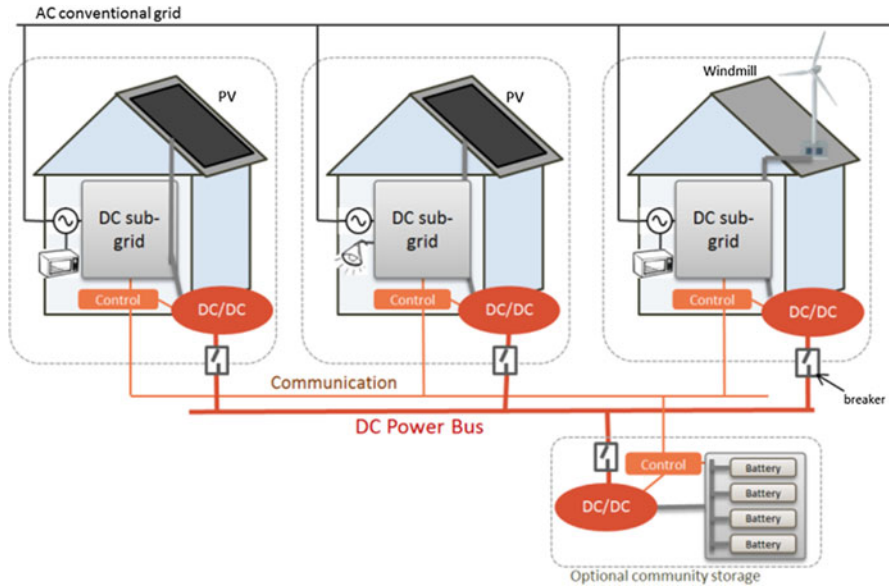 AC conventional grid
PV
DC sub-
grid
Control
DC/DC
PV
DC sub-
grid
Control
DC/DC
Windmill
DC sub-
grid
Control
DC/DC
breaker
Communication
DC Power Bus
Control
DC/DC
Battery
Battery
Battery
Battery
Optional community storage